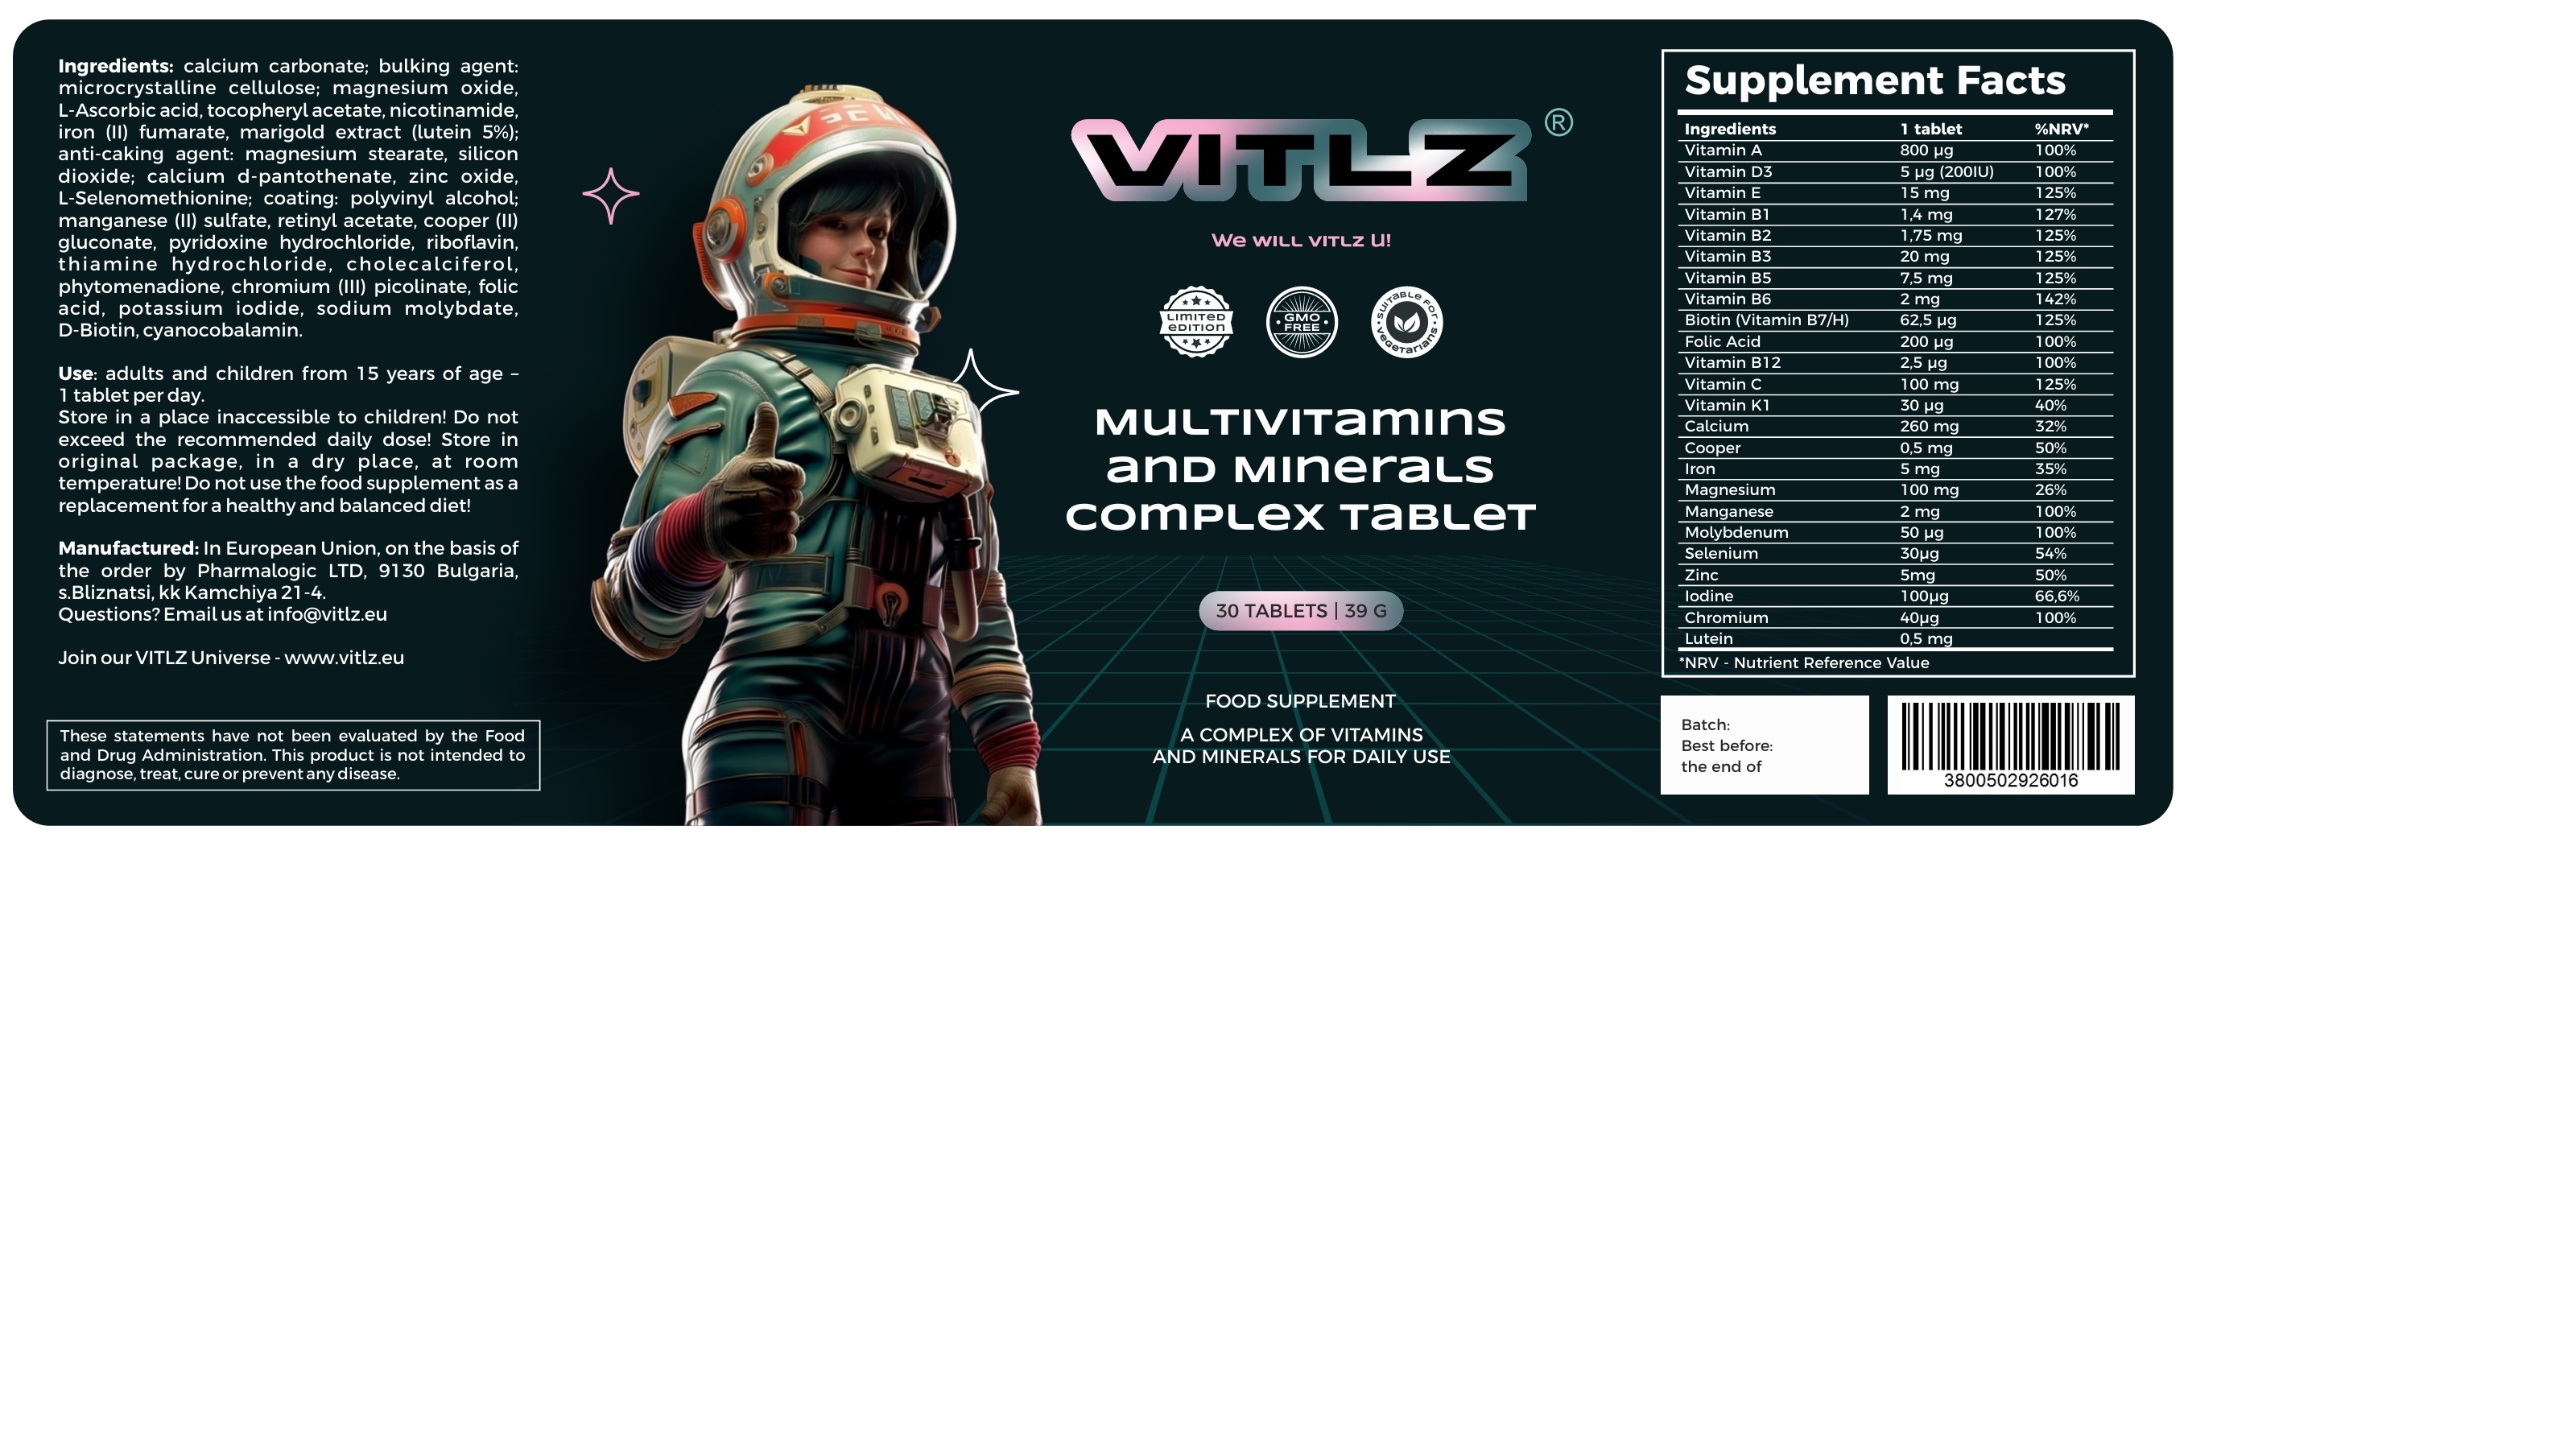 Ingredients: calcium carbonate; bulking agent:
microcrystalline cellulose; magnesium oxide,
L-Ascorbic acid, tocopheryl acetate, nicotinamide,
iron (II) fumarate, marigold extract (lutein 5%);
anti-caking agent: magnesium stearate, silicon
dioxide; calcium d-pantothenate, zinc oxide,
L-Selenomethionine; coating: polyvinyl alcohol;
manganese (II) sulfate, retinyl acetate, cooper (II)
gluconate, pyridoxine hydrochloride, riboflavin,
thiamine hydrochloride, cholecalciferol,
phytomenadione, chromium (III) picolinate, folic
acid, potassium iodide, sodium molybdate,
D-Biotin, cyanocobalamin.
Use: adults and children from 15 years of age –
1 tablet per day.
Store in a place inaccessible to children! Do not
exceed the recommended daily dose! Store in
original package, in a dry place, at room
temperature! Do not use the food supplement as a
replacement for a healthy and balanced diet!
Manufactured: In European Union, on the basis of
the order by Pharmalogic LTD, 9130 Bulgaria,
s.Bliznatsi, kk Kamchiya 21-4.
Questions? Email us at info@vitlz.eu
Join our VITLZ Universe - www.vitlz.eu
These statements have not been evaluated by the Food
and Drug Administration. This product is not intended to
diagnose, treat, cure or prevent any disease.
VITLZ ®
We WILL VITLZ U!
LIMITED
EDITION
GMO
FREE
SUITABLE FOR
VEGETARIANS
MULTIVITamins
anD MInerals
COMPLEX TaBLET
30 TABLETS | 39 G
FOOD SUPPLEMENT
A COMPLEX OF VITAMINS
AND MINERALS FOR DAILY USE
Supplement Facts
Ingredients 1 tablet %NRV*
Vitamin A 800 µg 100%
Vitamin D3 5 µg (200IU) 100%
Vitamin E 15 mg 125%
Vitamin B1 1,4 mg 127%
Vitamin B2 1,75 mg 125%
Vitamin B3 20 mg 125%
Vitamin B5 7,5 mg 125%
Vitamin B6 2 mg 142%
Biotin (Vitamin B7/H) 62,5 µg 125%
Folic Acid 200 µg 100%
Vitamin B12 2,5 µg 100%
Vitamin C 100 mg 125%
Vitamin K1 30 µg 40%
Calcium 260 mg 32%
Cooper 0,5 mg 50%
Iron 5 mg 35%
Magnesium 100 mg 26%
Manganese 2 mg 100%
Molybdenum 50 µg 100%
Selenium 30µg 54%
Zinc 5mg 50%
Iodine 100µg 66,6%
Chromium 40µg 100%
Lutein 0,5 mg
*NRV - Nutrient Reference Value
Batch:
Best before:
the end of
3800502926016